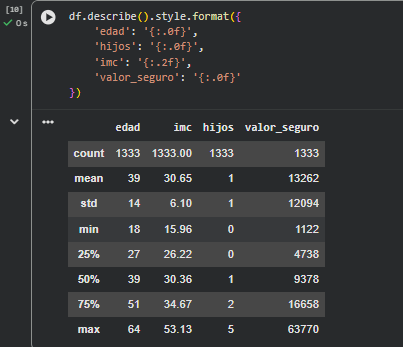 [10]
0 s
df.describe().style.format({
    'edad': '{:.0f}',
    'hijos': '{:.0f}',
    'imc': '{:.2f}',
    'valor_seguro': '{:.0f}'
})
edad imc hijos valor_seguro
count 1333 1333.00 1333 1333
mean 39 30.65 1 13262
std 14 6.10 1 12094
min 18 15.96 0 1122
25% 27 26.22 0 4738
50% 39 30.36 1 9378
75% 51 34.67 2 16658
max 64 53.13 5 63770